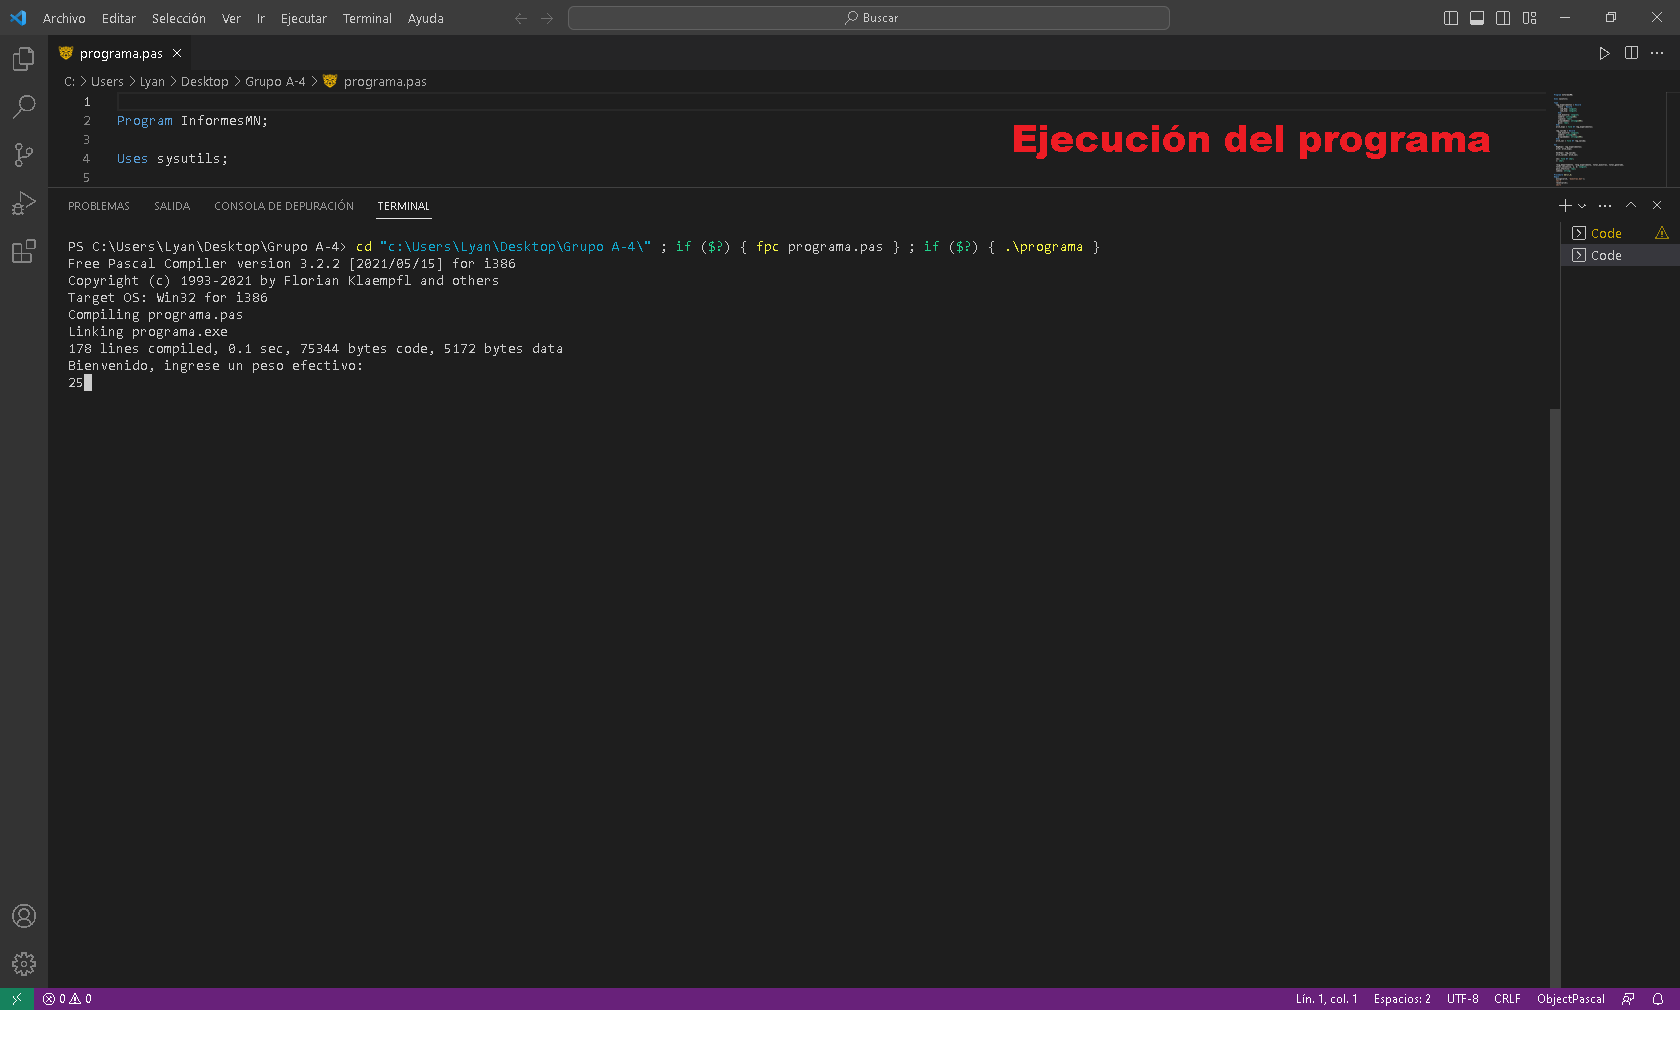 Archivo Editar Selección Ver Ir Ejecutar Terminal Ayuda Buscar
programa.pas
C: > Users > Lyan > Desktop > Grupo A-4 > programa.pas
1
2 Program InformesMN;
3
4 Uses sysutils;
5
Ejecución del programa
PROBLEMAS SALIDA CONSOLA DE DEPURACIÓN TERMINAL
PS C:\Users\Lyan\Desktop\Grupo A-4> cd "c:\Users\Lyan\Desktop\Grupo A-4\" ; if ($?) { fpc programa.pas } ; if ($?) { .\programa }
Free Pascal Compiler version 3.2.2 [2021/05/15] for i386
Copyright (c) 1993-2021 by Florian Klaempfl and others
Target OS: Win32 for i386
Compiling programa.pas
Linking programa.exe
178 lines compiled, 0.1 sec, 75344 bytes code, 5172 bytes data
Bienvenido, ingrese un peso efectivo:
25
Code
Code
0 0 Lín. 1, col. 1 Espacios: 2 UTF-8 CRLF ObjectPascal